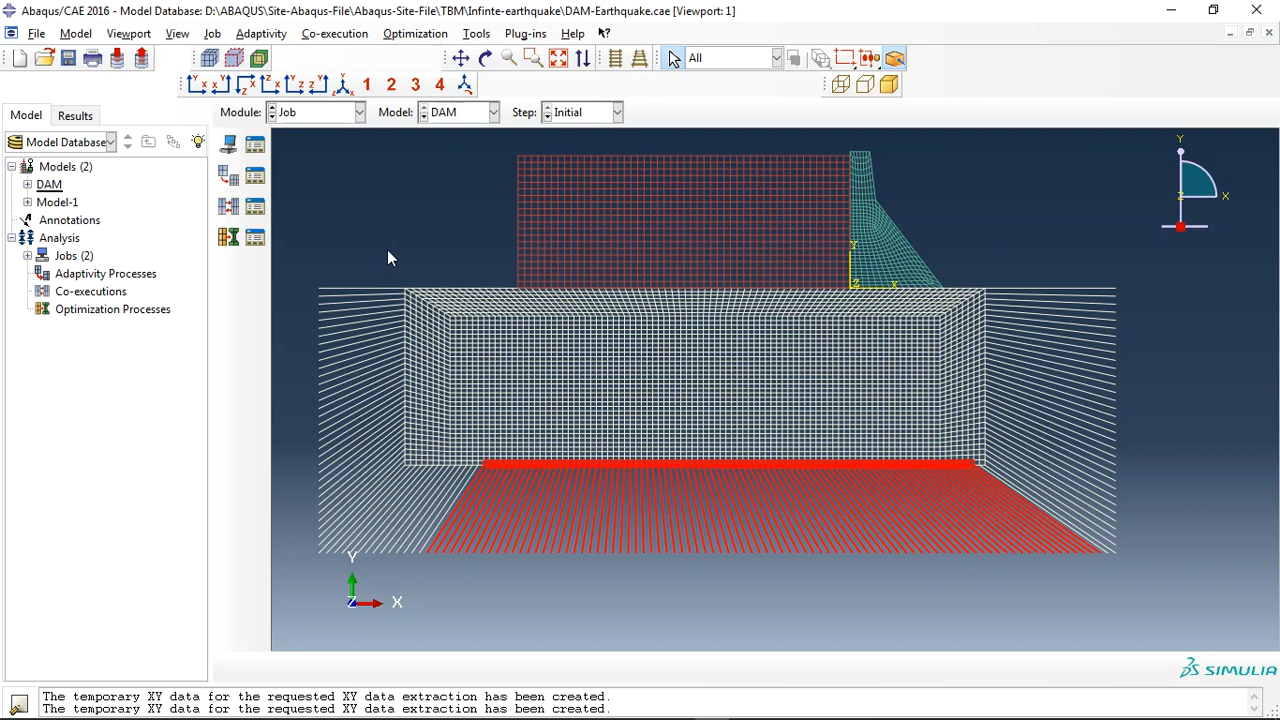 Abaqus/CAE 2016 - Model Database: D:\ABAQUS\Site-Abaqus-File\Abaqus-Site-File\TBM\Infinte-earthquake\DAM-Earthquake.cae [Viewport: 1]
File Model Viewport View Job Adaptivity Co-execution Optimization Tools Plug-ins Help
All
1 2 3 4
Model Results
Module: Job Model: DAM Step: Initial
Model Database
Models (2)
DAM
Model-1
Annotations
Analysis
Jobs (2)
Adaptivity Processes
Co-executions
Optimization Processes
Y
Z X
Y
Z X
Y
Z X
SIMULIA
The temporary XY data for the requested XY data extraction has been created.
The temporary XY data for the requested XY data extraction has been created.